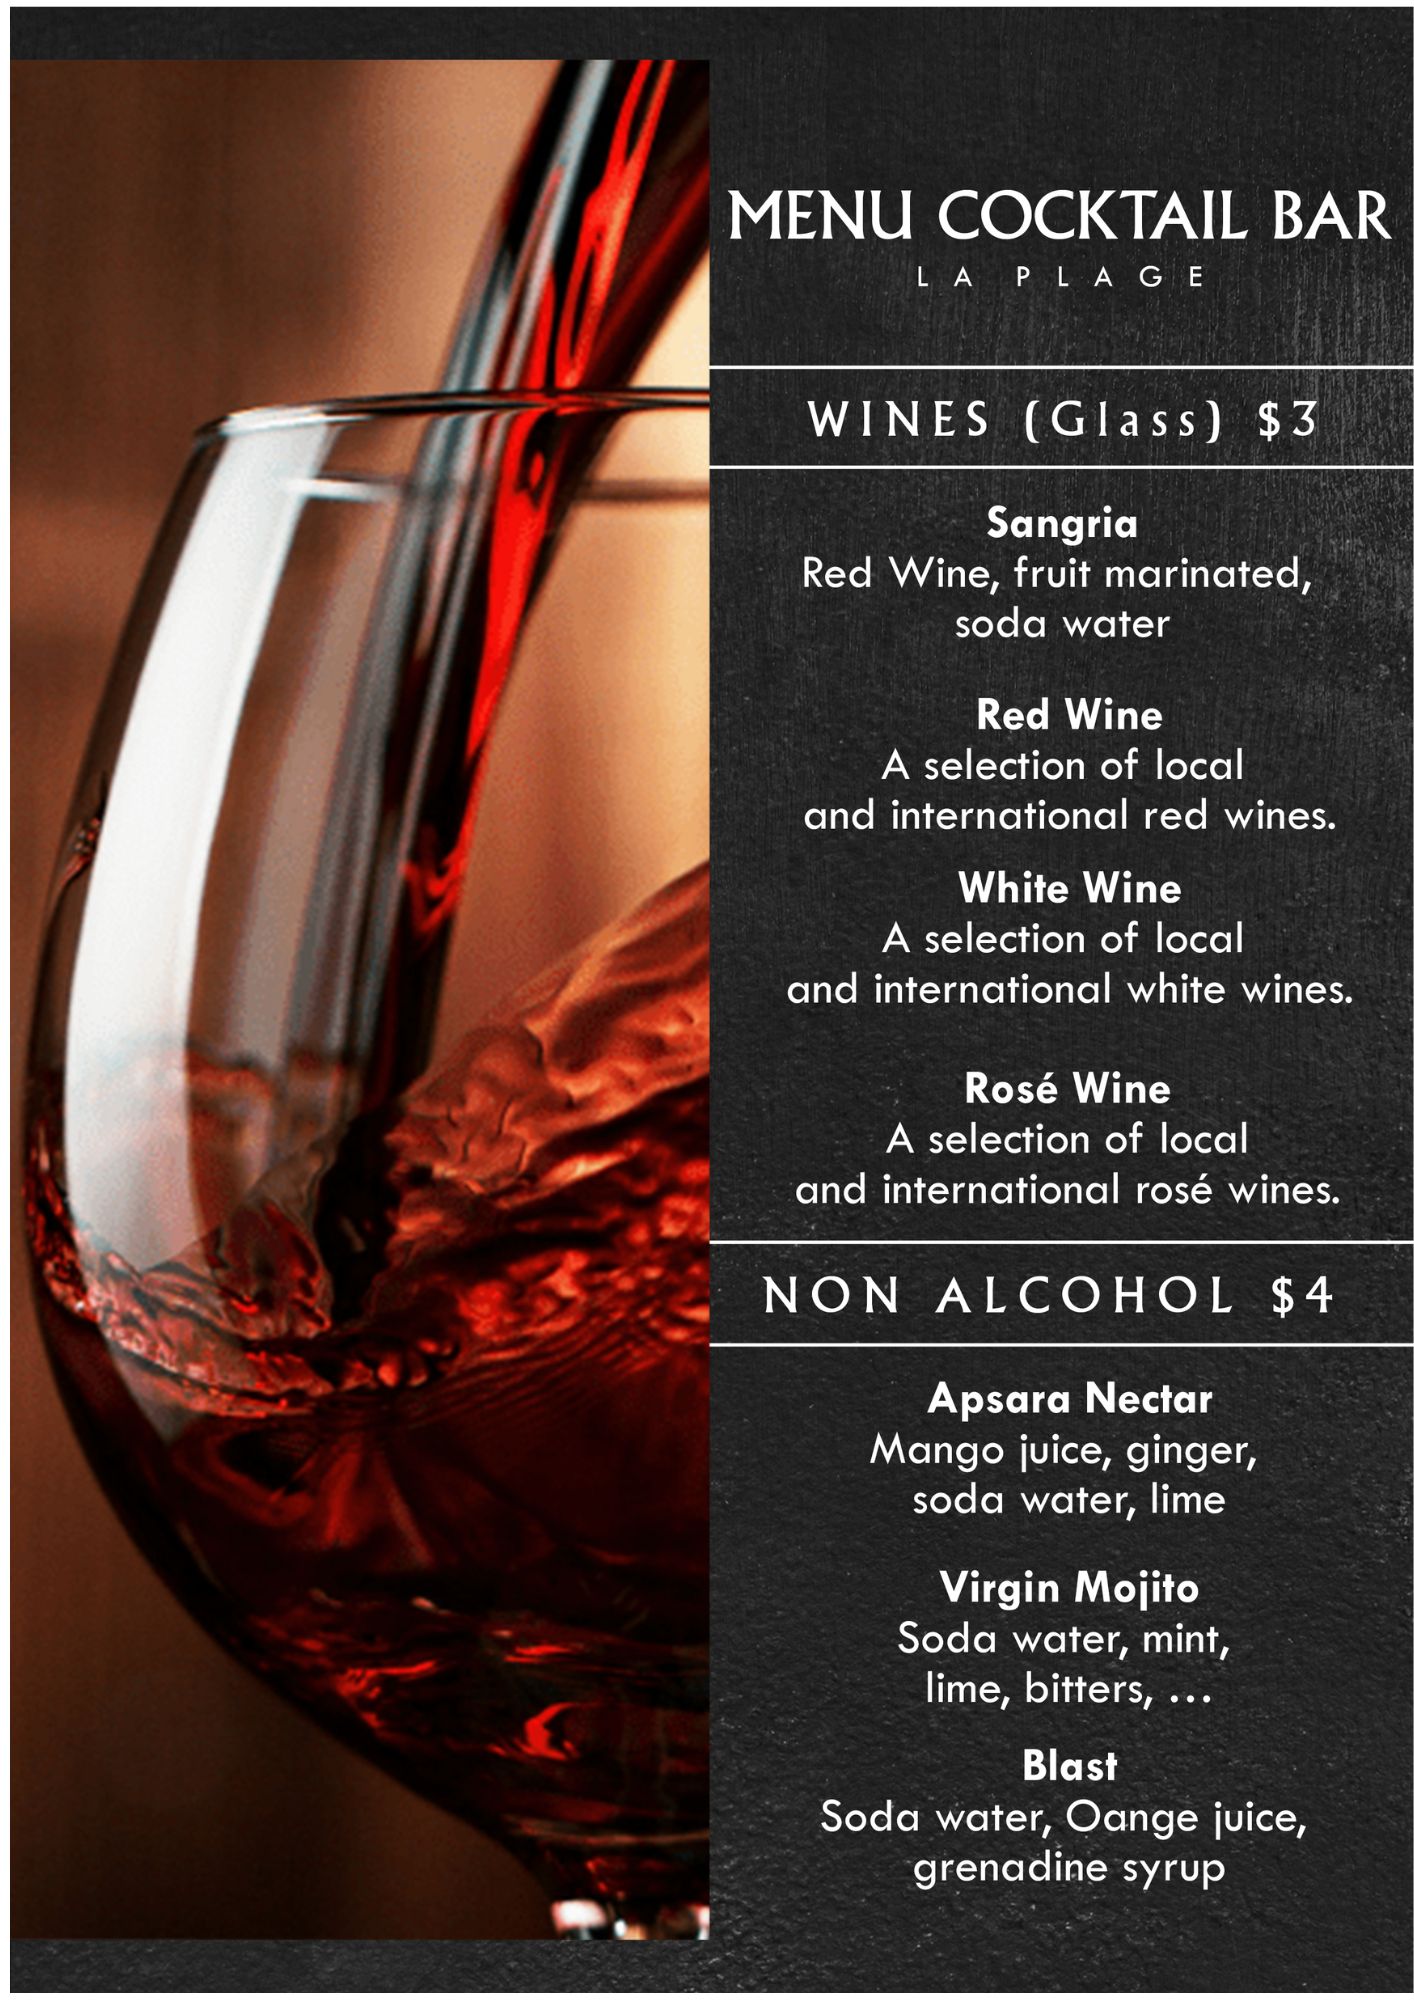 MENU COCKTAIL BAR
LA PLAGE
WINES (Glass) $3
Sangria
Red Wine, fruit marinated,
soda water
Red Wine
A selection of local
and international red wines.
White Wine
A selection of local
and international white wines.
Rosé Wine
A selection of local
and international rosé wines.
NON ALCOHOL $4
Apsara Nectar
Mango juice, ginger,
soda water, lime
Virgin Mojito
Soda water, mint,
lime, bitters, ...
Blast
Soda water, Oange juice,
grenadine syrup